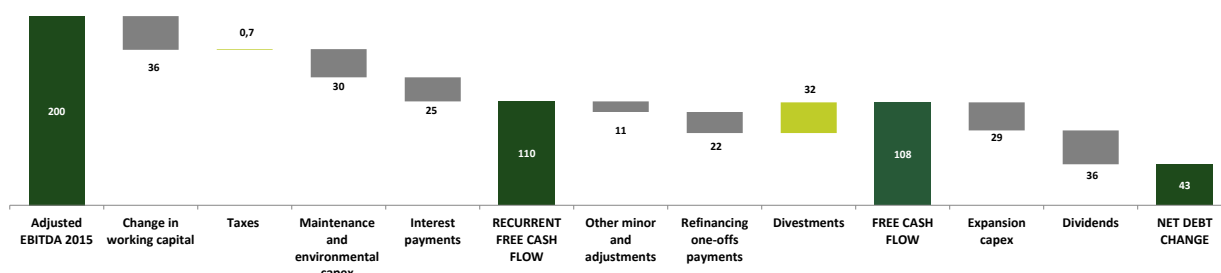 200
36
0,7
30
25
110
11
22
32
108
29
36
43
Adjusted
EBITDA 2015
Change in
working capital
Taxes
Maintenance
and
environmental
capex
Interest
payments
RECURRENT
FREE CASH
FLOW
Other minor
and
adjustments
Refinancing
one-offs
payments
Divestments
FREE CASH
FLOW
Expansion
capex
Dividends
NET DEBT
CHANGE